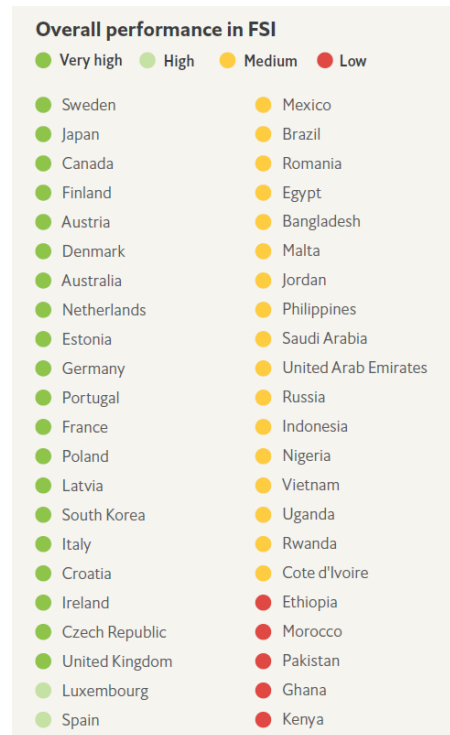 Overall performance in FSI
Very high High Medium Low
Sweden
Japan
Canada
Finland
Austria
Denmark
Australia
Netherlands
Estonia
Germany
Portugal
France
Poland
Latvia
South Korea
Italy
Croatia
Ireland
Czech Republic
United Kingdom
Luxembourg
Spain
Mexico
Brazil
Romania
Egypt
Bangladesh
Malta
Jordan
Philippines
Saudi Arabia
United Arab Emirates
Russia
Indonesia
Nigeria
Vietnam
Uganda
Rwanda
Cote d'Ivoire
Ethiopia
Morocco
Pakistan
Ghana
Kenya